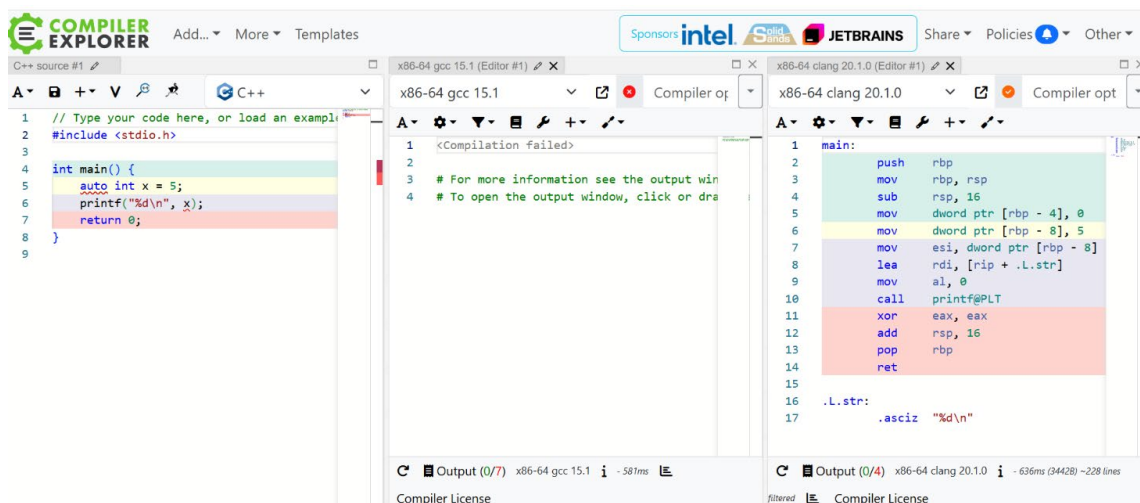 COMPILER
EXPLORER
Add... More Templates
Sponsors intel. Solid Sands JETBRAINS Share Policies Other
C++ source #1
A C++
1 // Type your code here, or load an example
2 #include <stdio.h>
3
4 int main() {
5 auto int x = 5;
6 printf("%d\n", x);
7 return 0;
8 }
9
x86-64 gcc 15.1 (Editor #1)
x86-64 gcc 15.1 Compiler op
A
1 <Compilation failed>
2
3 # For more information see the output win
4 # To open the output window, click or dra
Output (0/7) x86-64 gcc 15.1 i - 581ms
Compiler License
x86-64 clang 20.1.0 (Editor #1)
x86-64 clang 20.1.0 Compiler opt
A
1 main:
2 push rbp
3 mov rbp, rsp
4 sub rsp, 16
5 mov dword ptr [rbp - 4], 0
6 mov dword ptr [rbp - 8], 5
7 mov esi, dword ptr [rbp - 8]
8 lea rdi, [rip + .L.str]
9 mov al, 0
10 call printf@PLT
11 xor eax, eax
12 add rsp, 16
13 pop rbp
14 ret
15
16 .L.str:
17 .asciz "%d\n"
Output (0/4) x86-64 clang 20.1.0 i - 636ms (3442B) ~228 lines
filtered Compiler License